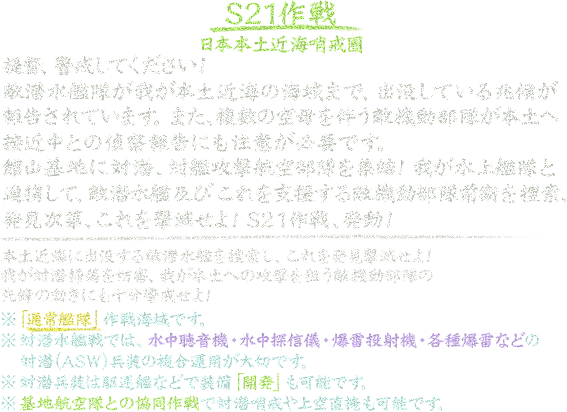 S21作戦
日本本土近海哨戒圏
提督、警戒してください!
敵潜水艦隊が我が本土近海の海域まで、出没している兆候が
報告されています。また、複数の空母を伴う敵機動部隊が本土へ
接近中との偵察報告にも注意が必要です。
館山基地に対潜、対艦攻撃航空部隊を集結!我が水上艦隊と
連携して、敵潜水艦及びこれを支援する敵機動部隊前衛を捜索、
発見次第、これを撃滅せよ!S21作戦、発動!
本土近海に出没する敵潜水艦を捜索し、これを発見撃滅せよ!
我が対潜掃蕩を妨害、我が本土への攻撃を狙う敵機動部隊の
先鋒の動きにも十分警戒せよ!
※「通常艦隊」作戦海域です。
※対潜水艦戦では、水中聴音機・水中探信儀・爆雷投射機・各種爆雷などの
対潜(ASW)兵装の複合運用が大切です。
※対潜兵装は駆逐艦などで装備「開発」も可能です。
※基地航空隊との協同作戦で対潜哨戒や上空直掩も可能です。